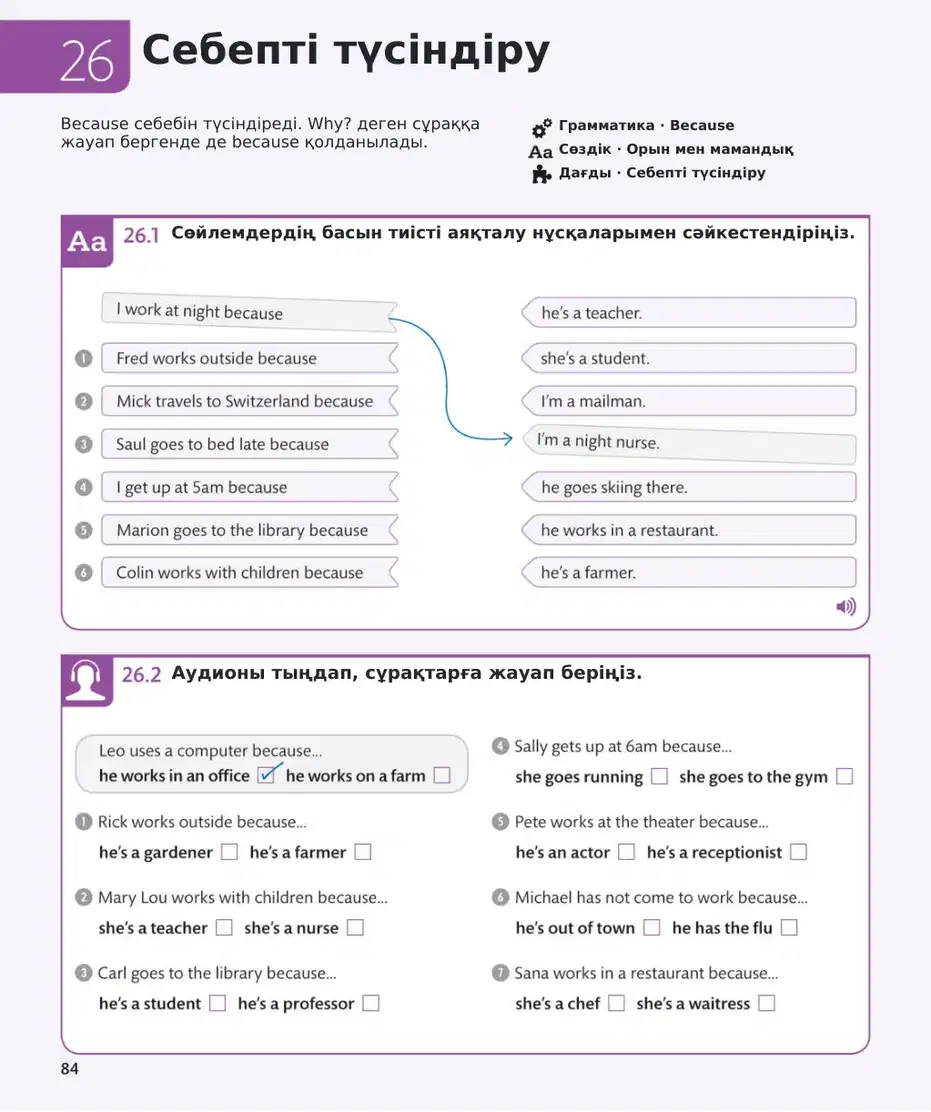 26
Себепті түсіндіру
Because себебін түсіндіреді. Why? деген сұраққа
жауап бергенде де because қолданылады.
Грамматика · Because
Aa Сөздік · Орын мен мамандық
Дағды · Себепті түсіндіру
Aa 26.1 Сөйлемдердің басын тиісті аяқталу нұсқаларымен сәйкестендіріңіз.
I work at night because
he's a teacher.
1 Fred works outside because
she's a student.
2 Mick travels to Switzerland because
I'm a mailman.
3 Saul goes to bed late because
I'm a night nurse.
4 I get up at 5am because
he goes skiing there.
5 Marion goes to the library because
he works in a restaurant.
6 Colin works with children because
he's a farmer.
26.2 Аудионы тыңдап, сұрақтарға жауап беріңіз.
Leo uses a computer because...
he works in an office he works on a farm
1 Rick works outside because...
he's a gardener he's a farmer
2 Mary Lou works with children because...
she's a teacher she's a nurse
3 Carl goes to the library because...
he's a student he's a professor
4 Sally gets up at 6am because...
she goes running she goes to the gym
5 Pete works at the theater because...
he's an actor he's a receptionist
6 Michael has not come to work because...
he's out of town he has the flu
7 Sana works in a restaurant because...
she's a chef she's a waitress
84